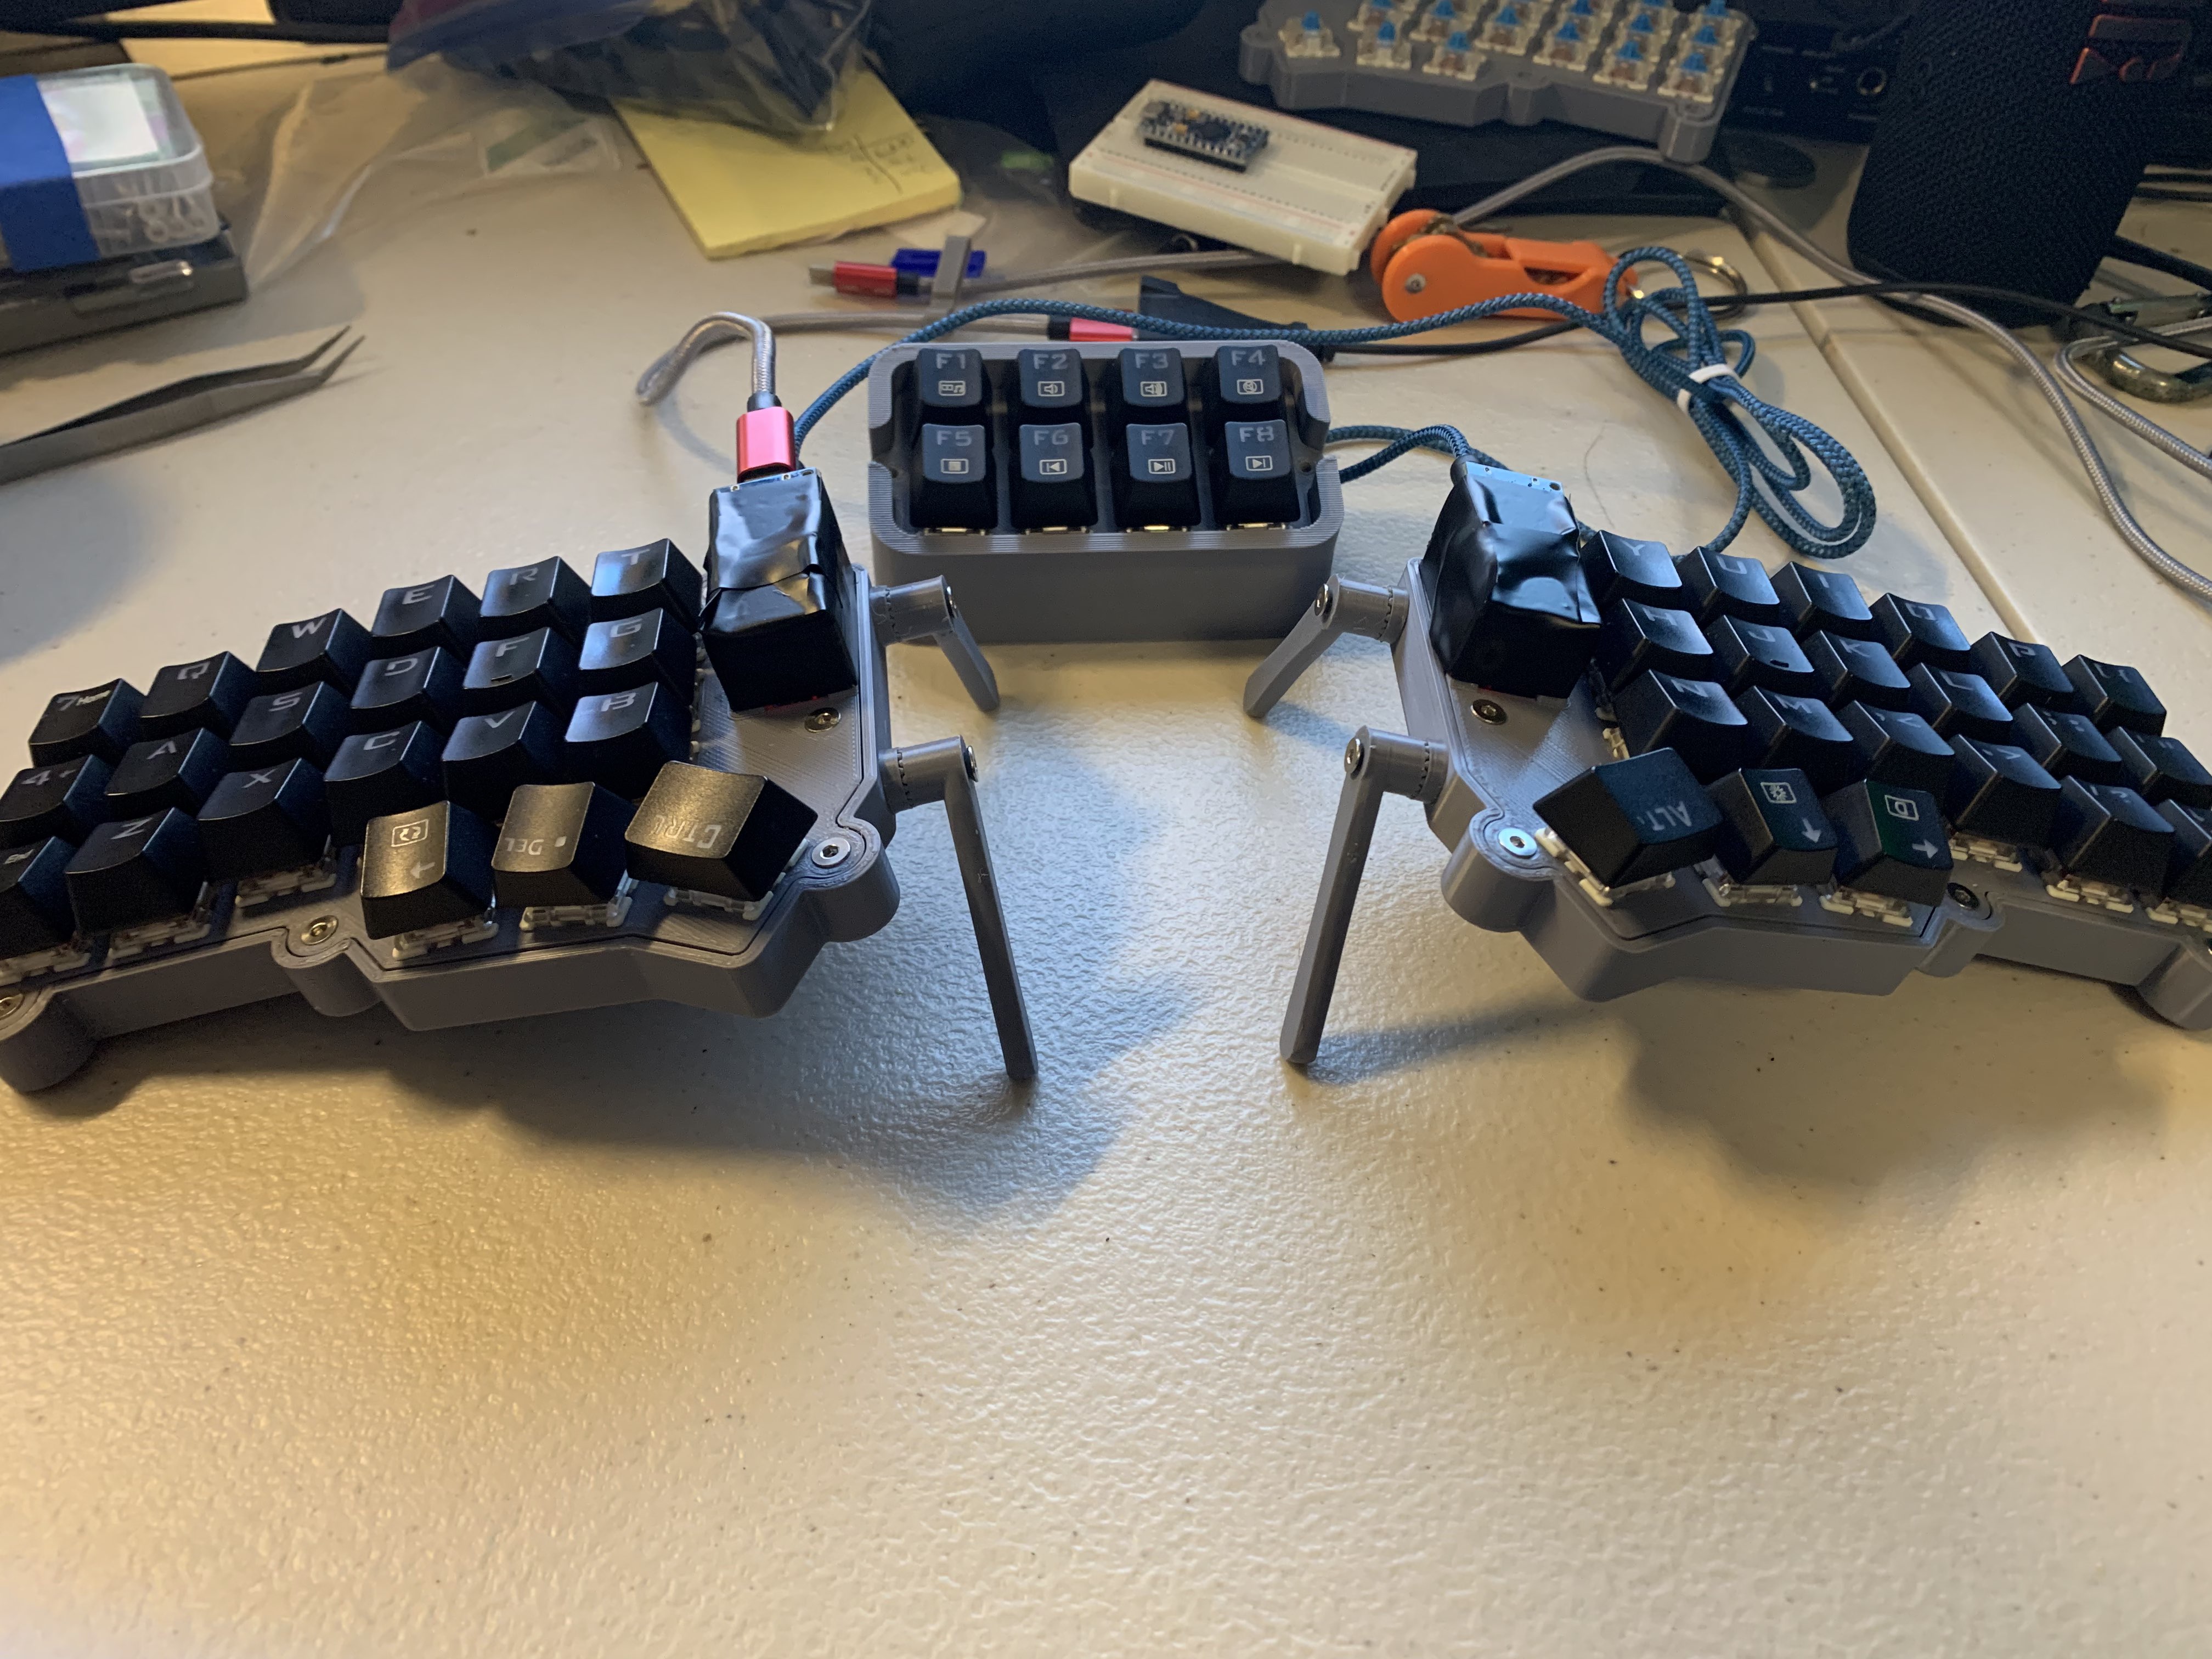 F1 F2 F3 F4
F5 F6 F7 F8
7 Home Q W E R T
4 A S D F G
Z X C V B
DEL CTRL
Y U I O P
H J K L
N M
ALT